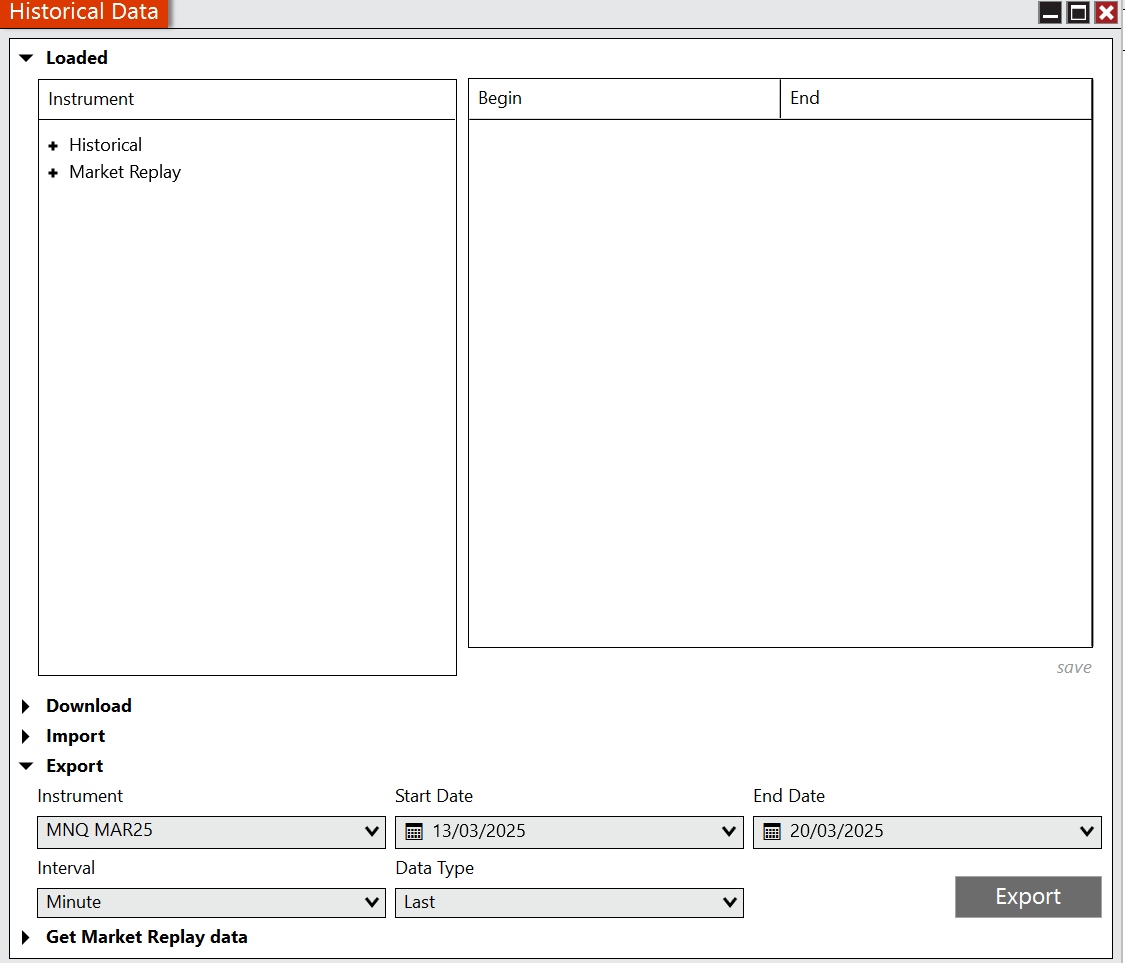 Historical Data
Loaded
Instrument
Begin
End
Historical
Market Replay
save
Download
Import
Export
Instrument
Start Date
End Date
MNQ MAR25
13/03/2025
20/03/2025
Interval
Data Type
Minute
Last
Export
Get Market Replay data